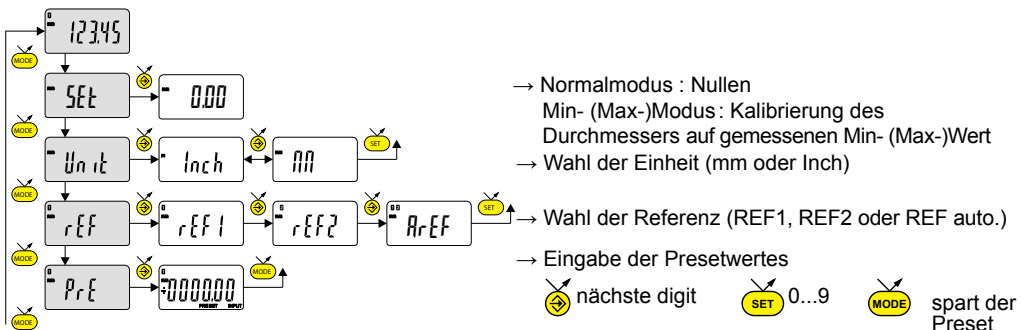 123.45
MODE
SEt
0.00
→ Normalmodus : Nullen
Min- (Max-)Modus : Kalibrierung des
Durchmessers auf gemessenen Min- (Max-)Wert
MODE
Unit
Inch
MM
SET
→ Wahl der Einheit (mm oder Inch)
MODE
rEF
rEF1
rEF2
ArEF
SET
→ Wahl der Referenz (REF1, REF2 oder REF auto.)
MODE
PrE
0000.00
PRESET INPUT
MODE
→ Eingabe der Presetwertes
nächste digit
SET 0...9
MODE spart der
Preset
MODE